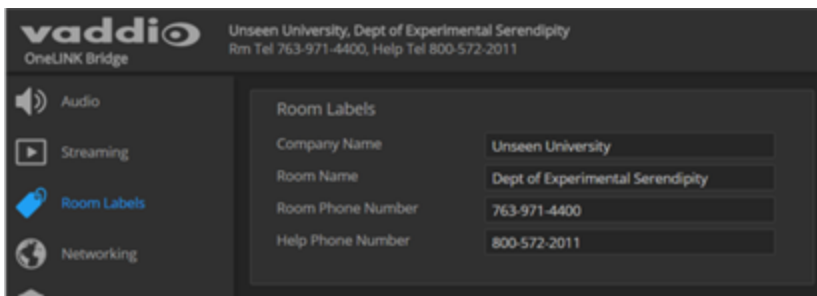 vaddio
OneLINK Bridge
Unseen University, Dept of Experimental Serendipity
Rm Tel 763-971-4400, Help Tel 800-572-2011
Audio
Streaming
Room Labels
Networking
Room Labels
Company Name Unseen University
Room Name Dept of Experimental Serendipity
Room Phone Number 763-971-4400
Help Phone Number 800-572-2011